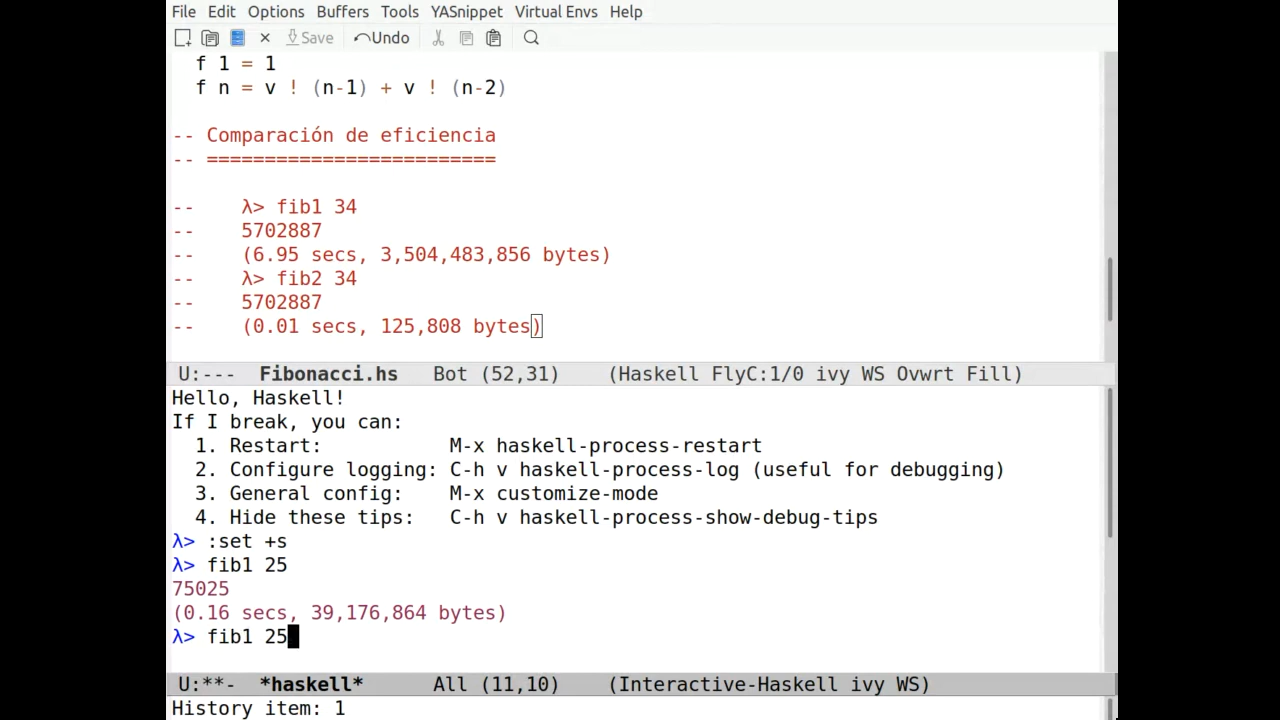 File Edit Options Buffers Tools YASnippet Virtual Envs Help
Save Undo
f 1 = 1
f n = v ! (n-1) + v ! (n-2)
-- Comparación de eficiencia
-- =========================
-- λ> fib1 34
-- 5702887
-- (6.95 secs, 3,504,483,856 bytes)
-- λ> fib2 34
-- 5702887
-- (0.01 secs, 125,808 bytes)
U:--- Fibonacci.hs Bot (52,31) (Haskell FlyC:1/0 ivy WS Ovwrt Fill)
Hello, Haskell!
If I break, you can:
1. Restart: M-x haskell-process-restart
2. Configure logging: C-h v haskell-process-log (useful for debugging)
3. General config: M-x customize-mode
4. Hide these tips: C-h v haskell-process-show-debug-tips
λ> :set +s
λ> fib1 25
75025
(0.16 secs, 39,176,864 bytes)
λ> fib1 25
U:**- *haskell* All (11,10) (Interactive-Haskell ivy WS)
History item: 1